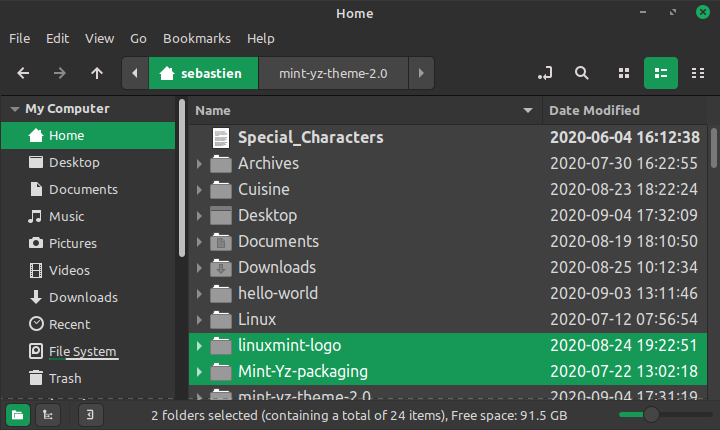 Home
File Edit View Go Bookmarks Help
sebastien mint-yz-theme-2.0
My Computer
Home
Desktop
Documents
Music
Pictures
Videos
Downloads
Recent
File System
Trash
Name Date Modified
Special_Characters 2020-06-04 16:12:38
Archives 2020-07-30 16:22:55
Cuisine 2020-08-23 18:22:24
Desktop 2020-09-04 17:32:09
Documents 2020-08-19 18:10:50
Downloads 2020-08-25 10:12:34
hello-world 2020-09-03 13:11:46
Linux 2020-07-12 07:56:54
linuxmint-logo 2020-08-24 19:22:51
Mint-Yz-packaging 2020-07-22 13:02:18
mint-yz-theme-2.0 2020-09-04 17:31:19
2 folders selected (containing a total of 24 items), Free space: 91.5 GB